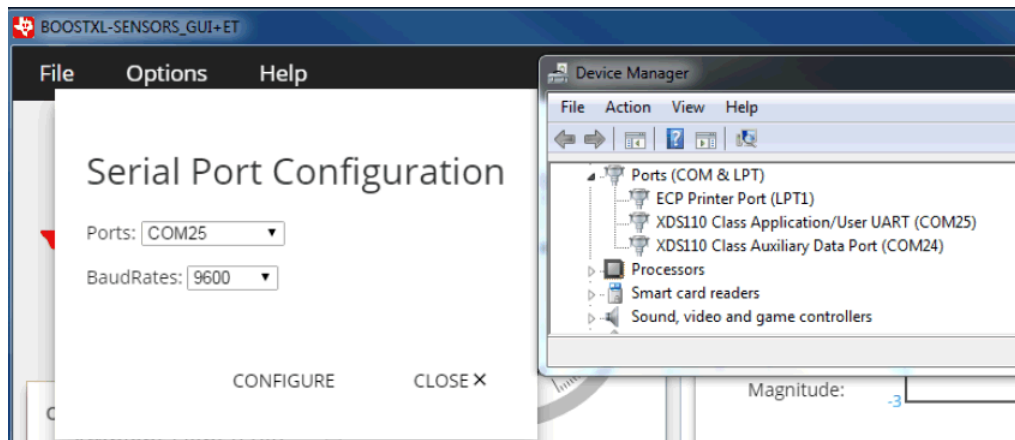 BOOSTXL-SENSORS_GUI+ET
File Options Help
Serial Port Configuration
Ports: COM25
BaudRates: 9600
CONFIGURE CLOSE ×
Device Manager
File Action View Help
Ports (COM & LPT)
ECP Printer Port (LPT1)
XDS110 Class Application/User UART (COM25)
XDS110 Class Auxiliary Data Port (COM24)
Processors
Smart card readers
Sound, video and game controllers
Magnitude:
-3